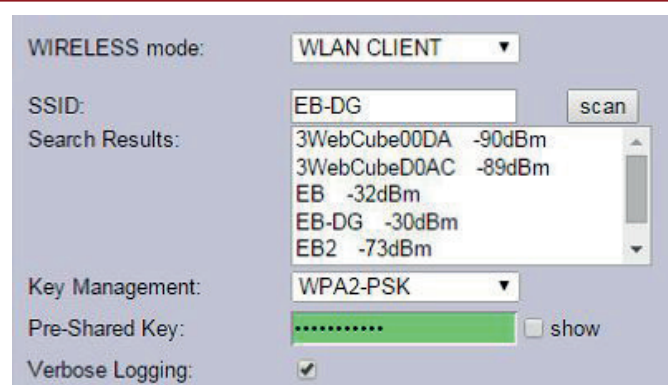 WIRELESS mode: WLAN CLIENT
SSID: EB-DG scan
Search Results: 3WebCube00DA -90dBm
3WebCubeD0AC -89dBm
EB -32dBm
EB-DG -30dBm
EB2 -73dBm
Key Management: WPA2-PSK
Pre-Shared Key: ••••••••••• show
Verbose Logging: